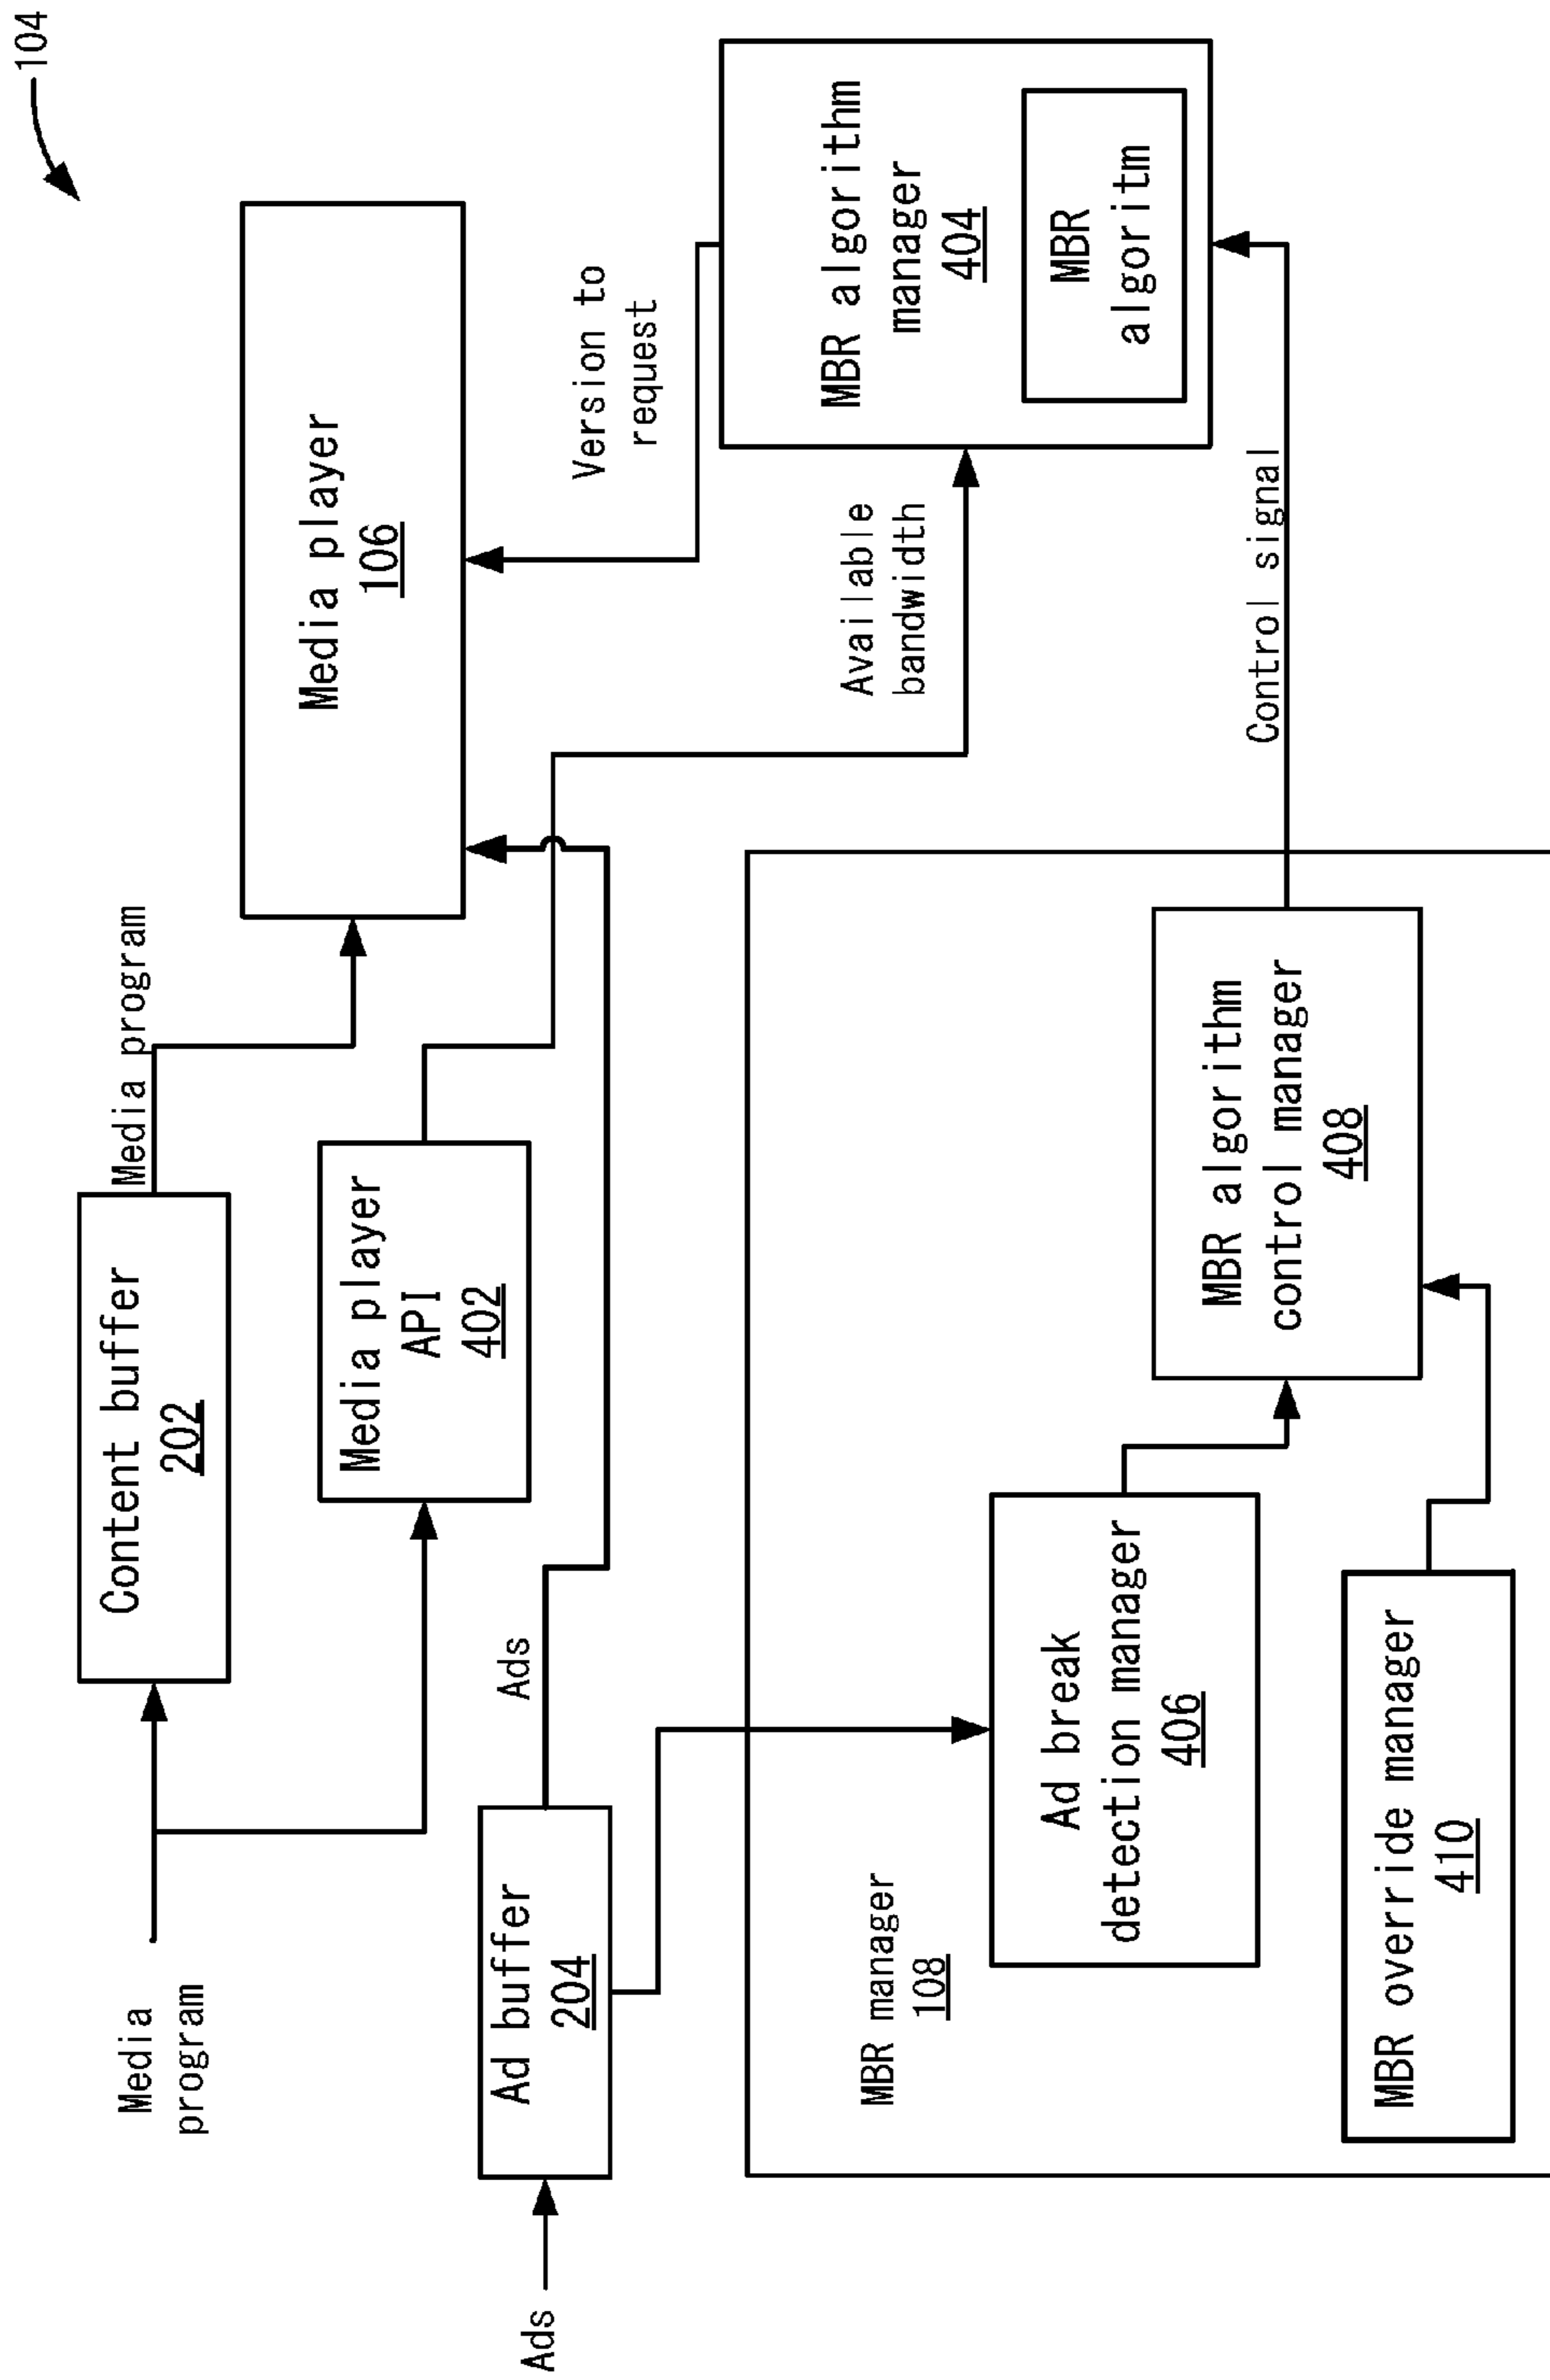 104
Media
program
Content buffer
202
Media program
Media player
106
Media player
API
402
Ads
Ad buffer
204
Ads
Version to
request
Available
bandwidth
MBR algorithm
manager
404
MBR
algoritm
MBR manager
108
Ad break
detection manager
406
MBR algorithm
control manager
408
Control signal
MBR override manager
410